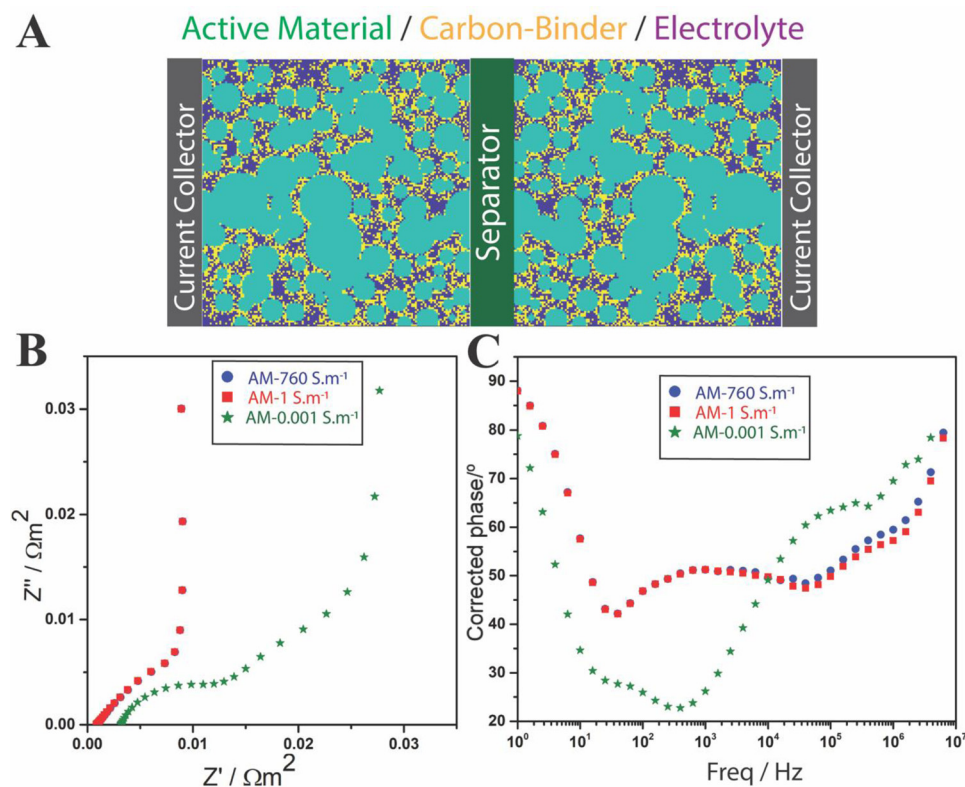 A
Active Material / Carbon-Binder / Electrolyte
Current Collector
Separator
Current Collector
B
AM-760 S.m⁻¹
AM-1 S.m⁻¹
AM-0.001 S.m⁻¹
Z'' / Ωm²
0.03
0.02
0.01
0.00
0.00 0.01 0.02 0.03
Z' / Ωm²
C
AM-760 S.m⁻¹
AM-1 S.m⁻¹
AM-0.001 S.m⁻¹
Corrected phase/º
90
80
70
60
50
40
30
20
10⁰ 10¹ 10² 10³ 10⁴ 10⁵ 10⁶ 10⁷
Freq / Hz